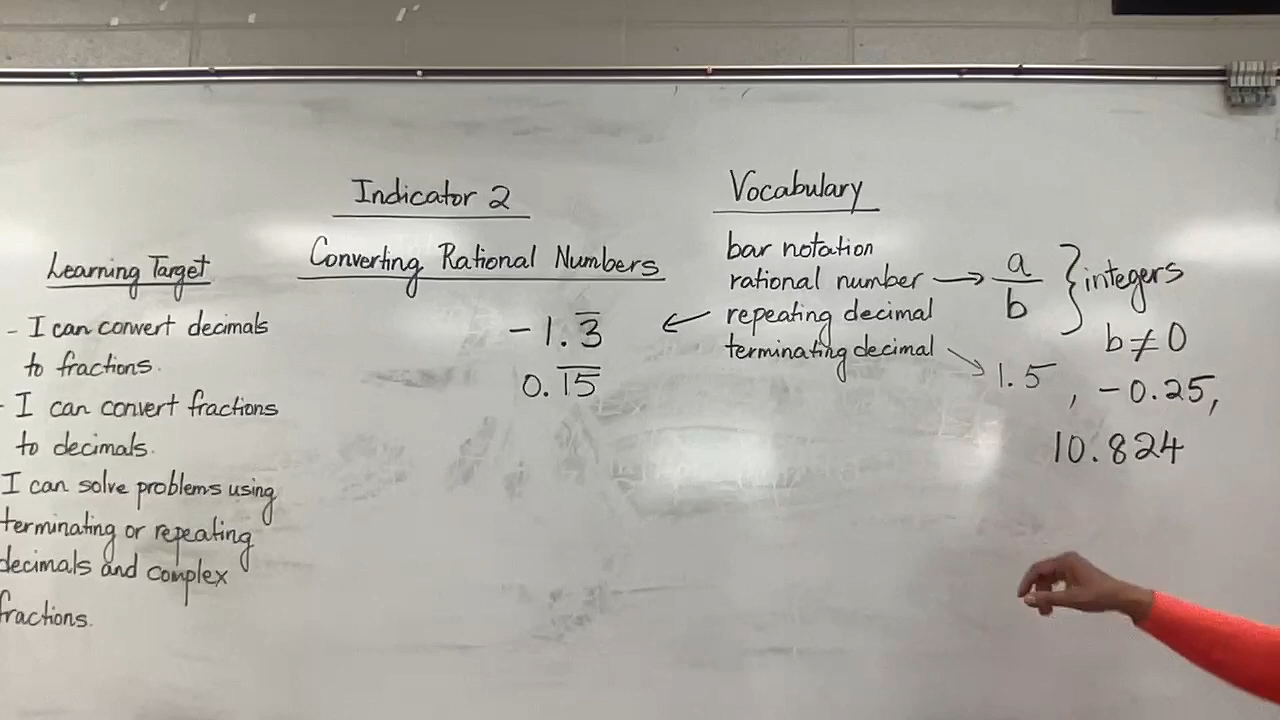 Indicator 2
Converting Rational Numbers
Learning Target
- I can convert decimals
to fractions.
- I can convert fractions
to decimals.
I can solve problems using
terminating or repeating
decimals and complex
fractions.
-1.3̅
0.1̅5̅
Vocabulary
bar notation
rational number → a/b } integers
b ≠ 0
← repeating decimal
terminating decimal → 1.5, -0.25,
10.824